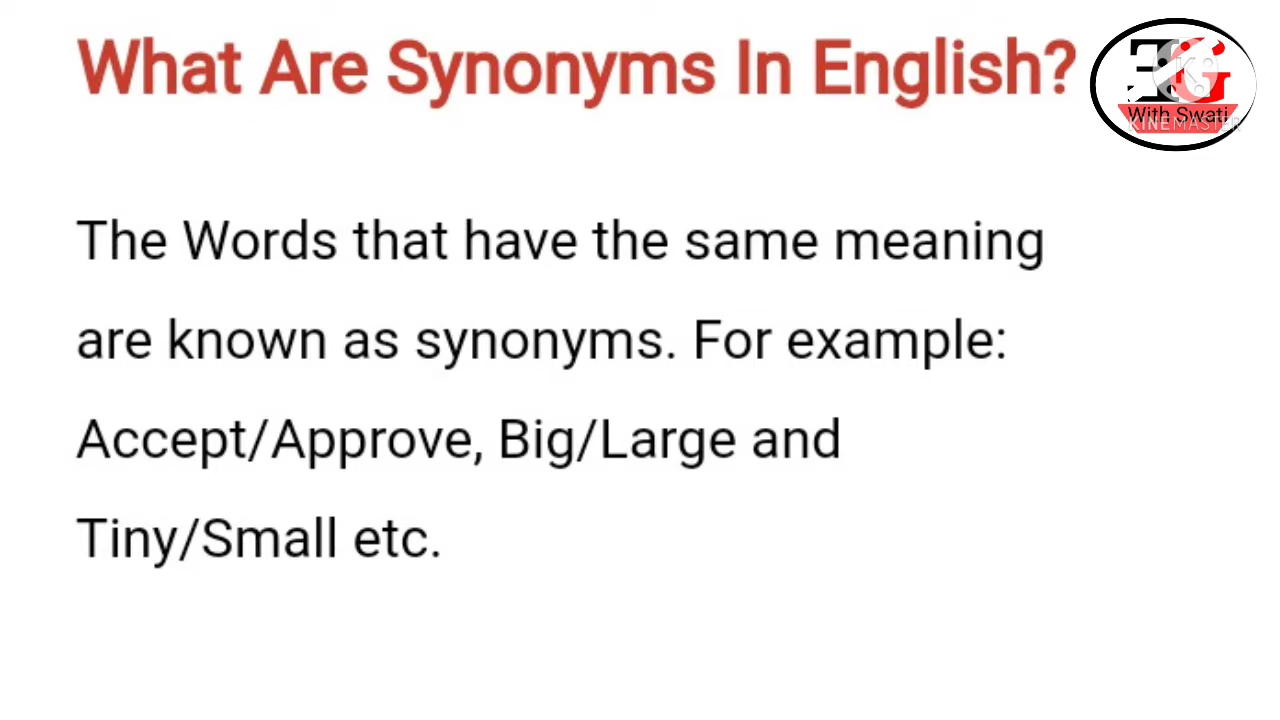 What Are Synonyms In English?
With Swati
KINEMASTER
The Words that have the same meaning
are known as synonyms. For example:
Accept/Approve, Big/Large and
Tiny/Small etc.